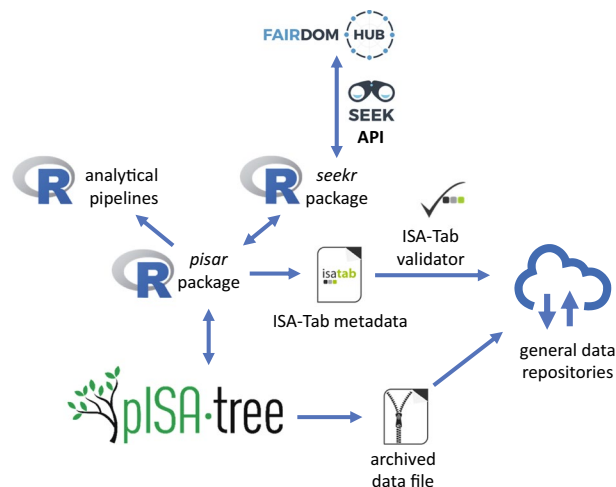 FAIRDOM HUB
SEEK
API
R
analytical
pipelines
R
seekr
package
R
pisar
package
isatab
ISA-Tab metadata
ISA-Tab
validator
general data
repositories
pISA·tree
archived
data file